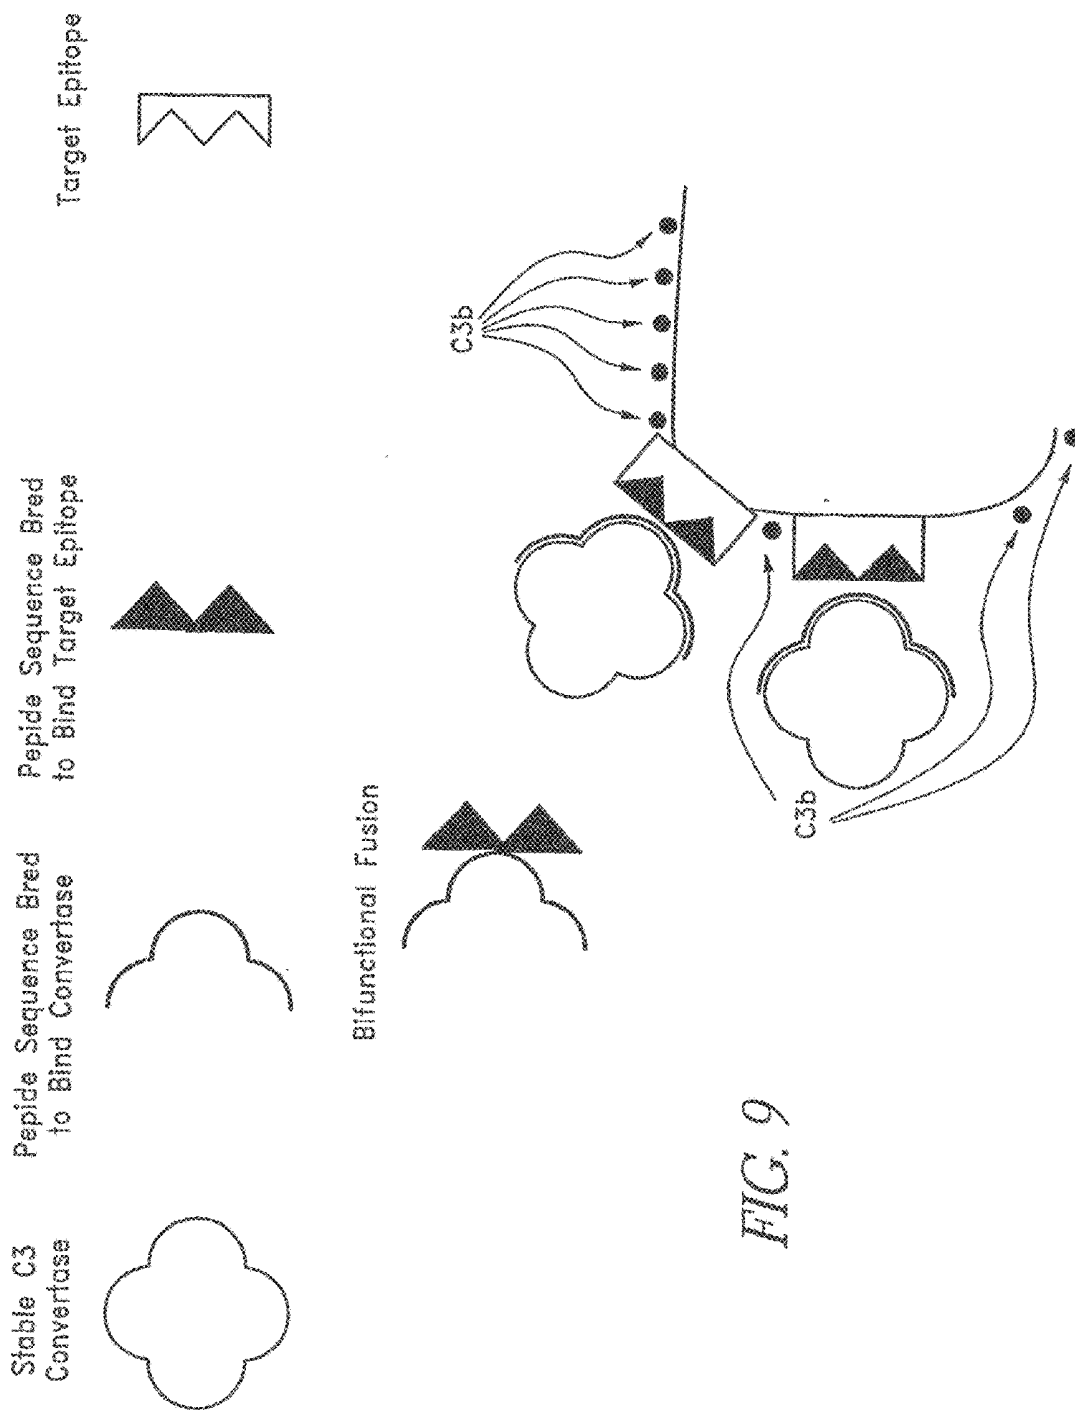 Stable C3
Convertase
Pepide Sequence Bred
to Bind Convertase
Pepide Sequence Bred
to Bind Target Epitope
Target Epitope
Bifunctional Fusion
C3b
C3b
FIG. 9